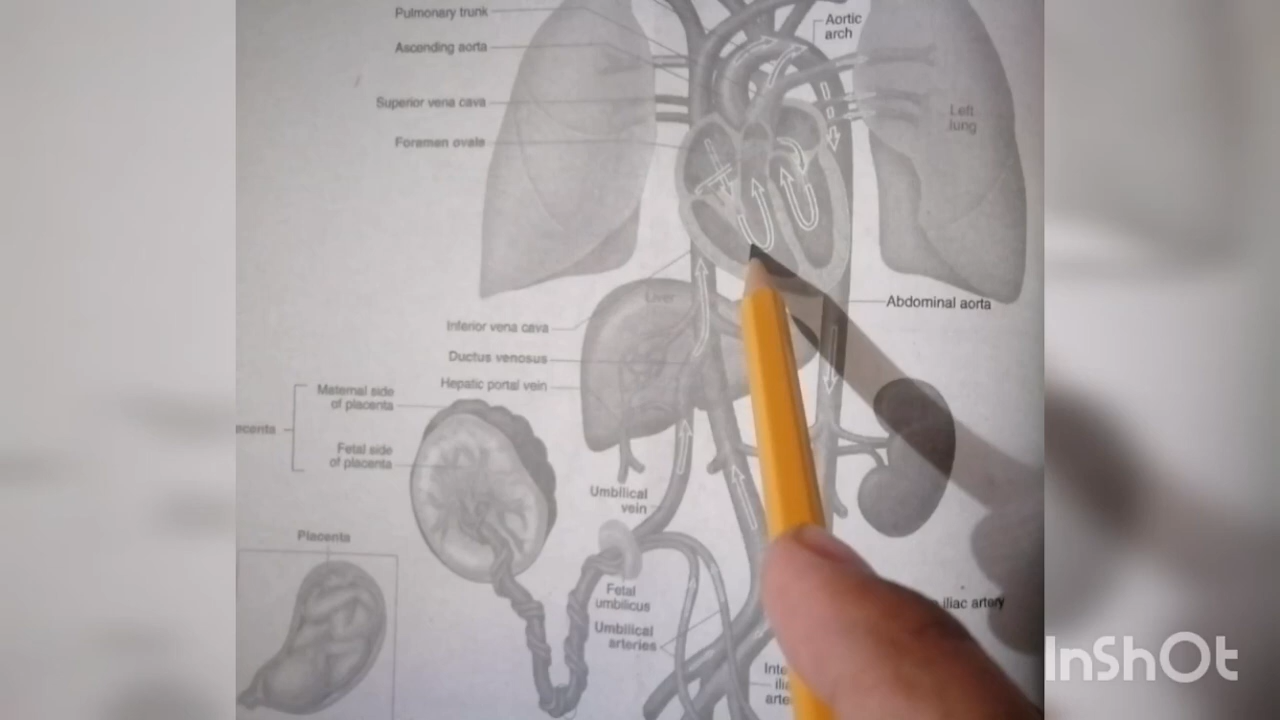 Pulmonary trunk
Ascending aorta
Superior vena cava
Foramen ovale
Aortic
arch
Left
lung
Liver
Abdominal aorta
Inferior vena cava
Ductus venosus
Hepatic portal vein
Maternal side
of placenta
Fetal side
of placenta
Umbilical
vein
Placenta
Fetal
umbilicus
Umbilical
arteries
iliac artery
InShOt